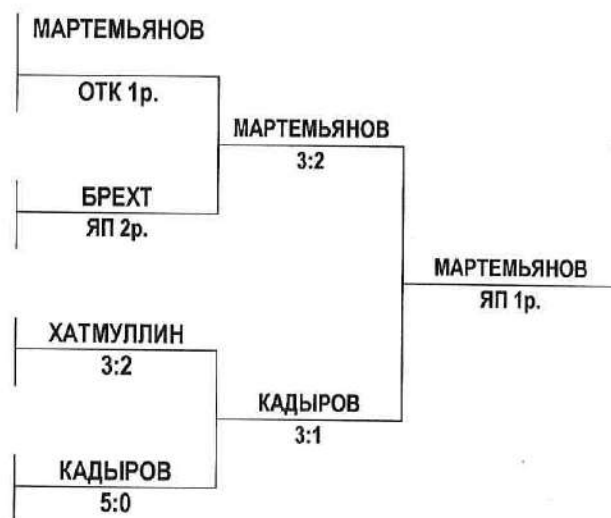 МАРТЕМЬЯНОВ
ОТК 1р.
МАРТЕМЬЯНОВ
3:2
БРЕХТ
ЯП 2р.
МАРТЕМЬЯНОВ
ЯП 1р.
ХАТМУЛЛИН
3:2
КАДЫРОВ
3:1
КАДЫРОВ
5:0